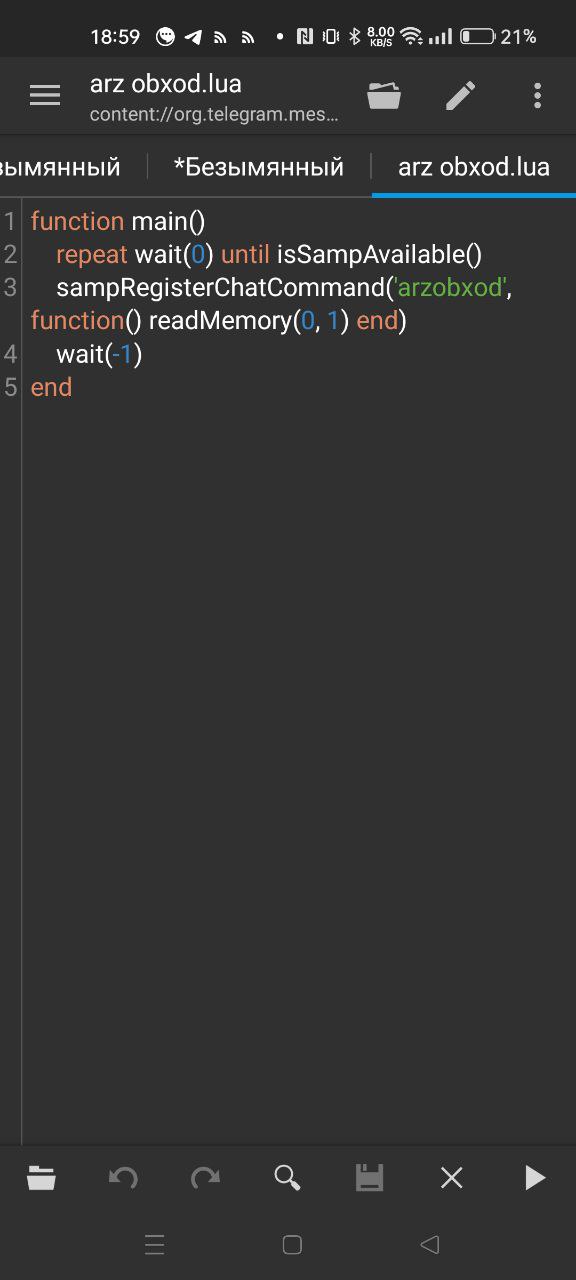 18:59 8.00 KB/S 21%
arz obxod.lua
content://org.telegram.mes…
зымянный *Безымянный arz obxod.lua
1 function main()
2 repeat wait(0) until isSampAvailable()
3 sampRegisterChatCommand('arzobxod',
function() readMemory(0, 1) end)
4 wait(-1)
5 end